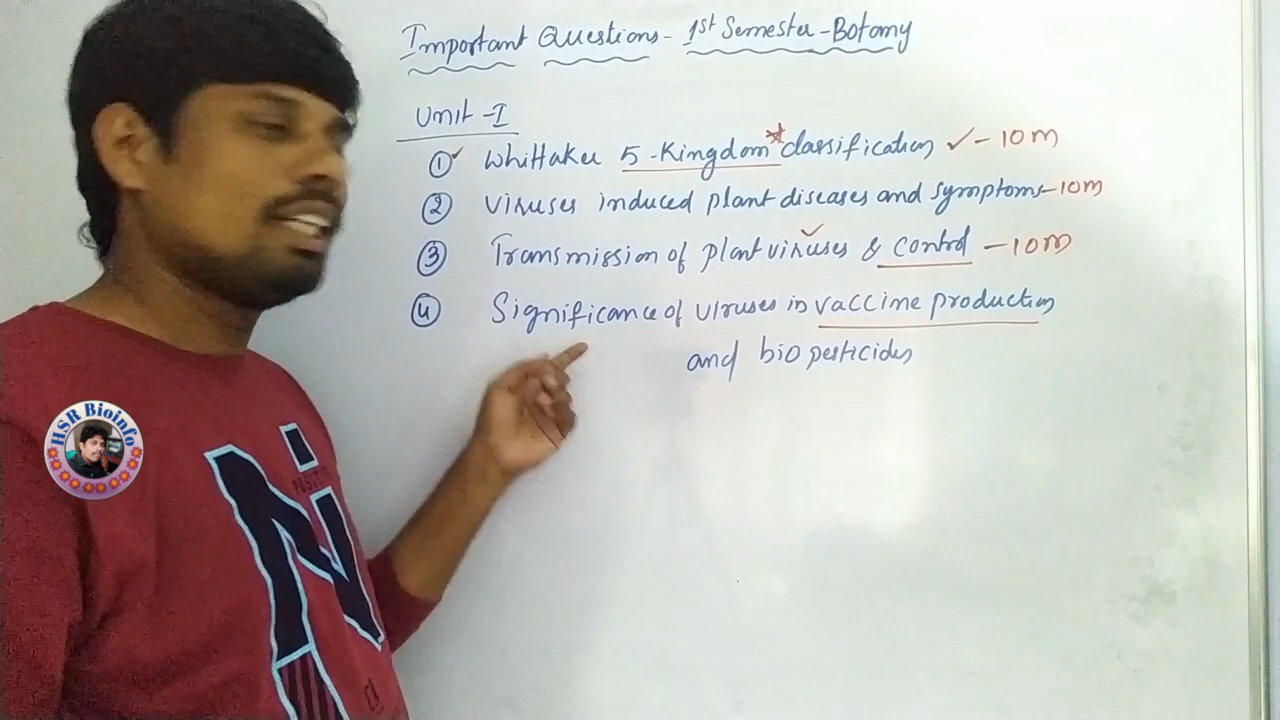 Important Questions - 1st Semester - Botany
Unit - I
① Whittaker 5 - Kingdom classification - 10m
② Viruses induced plant diseases and symptoms - 10m
③ Transmission of plant viruses & control - 10m
④ Significance of viruses in vaccine production
and bio pesticides
HSR Bioinfo